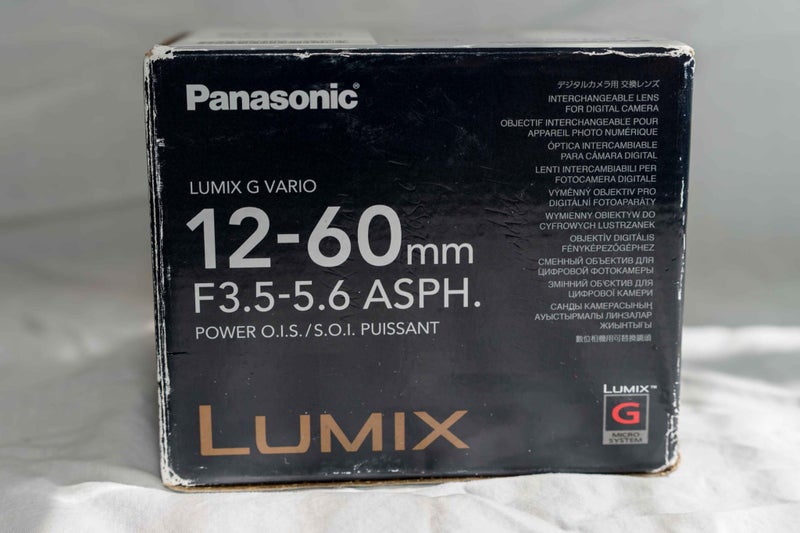 Panasonic®
LUMIX G VARIO
12-60mm
F3.5-5.6 ASPH.
POWER O.I.S./S.O.I. PUISSANT
LUMIX
デジタルカメラ用 交換レンズ
INTERCHANGEABLE LENS
FOR DIGITAL CAMERA
OBJECTIF INTERCHANGEABLE POUR
APPAREIL PHOTO NUMÉRIQUE
ÓPTICA INTERCAMBIABLE
PARA CÁMARA DIGITAL
LENTI INTERCAMBIABILI PER
FOTOCAMERA DIGITALE
VÝMĚNNÝ OBJEKTIV PRO
DIGITÁLNÍ FOTOAPARÁTY
WYMIENNY OBIEKTYW DO
CYFROWYCH LUSTRZANEK
OBJEKTÍV DIGITÁLIS
FÉNYKÉPEZŐGÉPHEZ
СМЕННЫЙ ОБЪЕКТИВ ДЛЯ
ЦИФРОВОЙ ФОТОКАМЕРЫ
ЗМІННИЙ ОБ'ЄКТИВ ДЛЯ
ЦИФРОВОЇ КАМЕРИ
САНДЫ КАМЕРАСЫНЫҢ
АУЫСТЫРМАЛЫ ЛИНЗАЛАР
ЖИЫНТЫҒЫ
數位相機用可替換鏡頭
LUMIX™
G
MICRO
SYSTEM